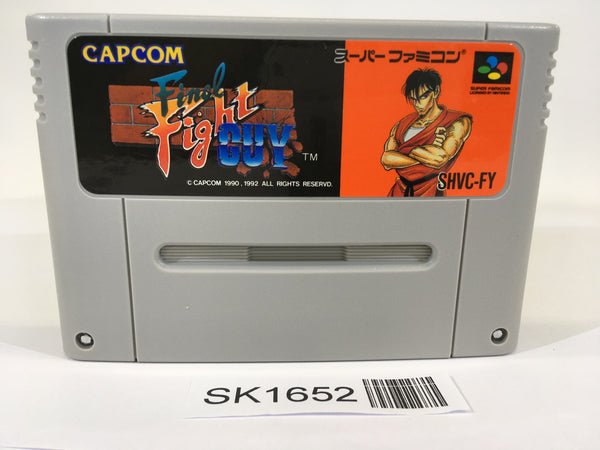 CAPCOM
スーパーファミコン
Final
Fight
GUY
TM
SUPER FAMICOM
LICENSED BY NINTENDO
© CAPCOM 1990, 1992 ALL RIGHTS RESERVD.
SHVC-FY
SK1652